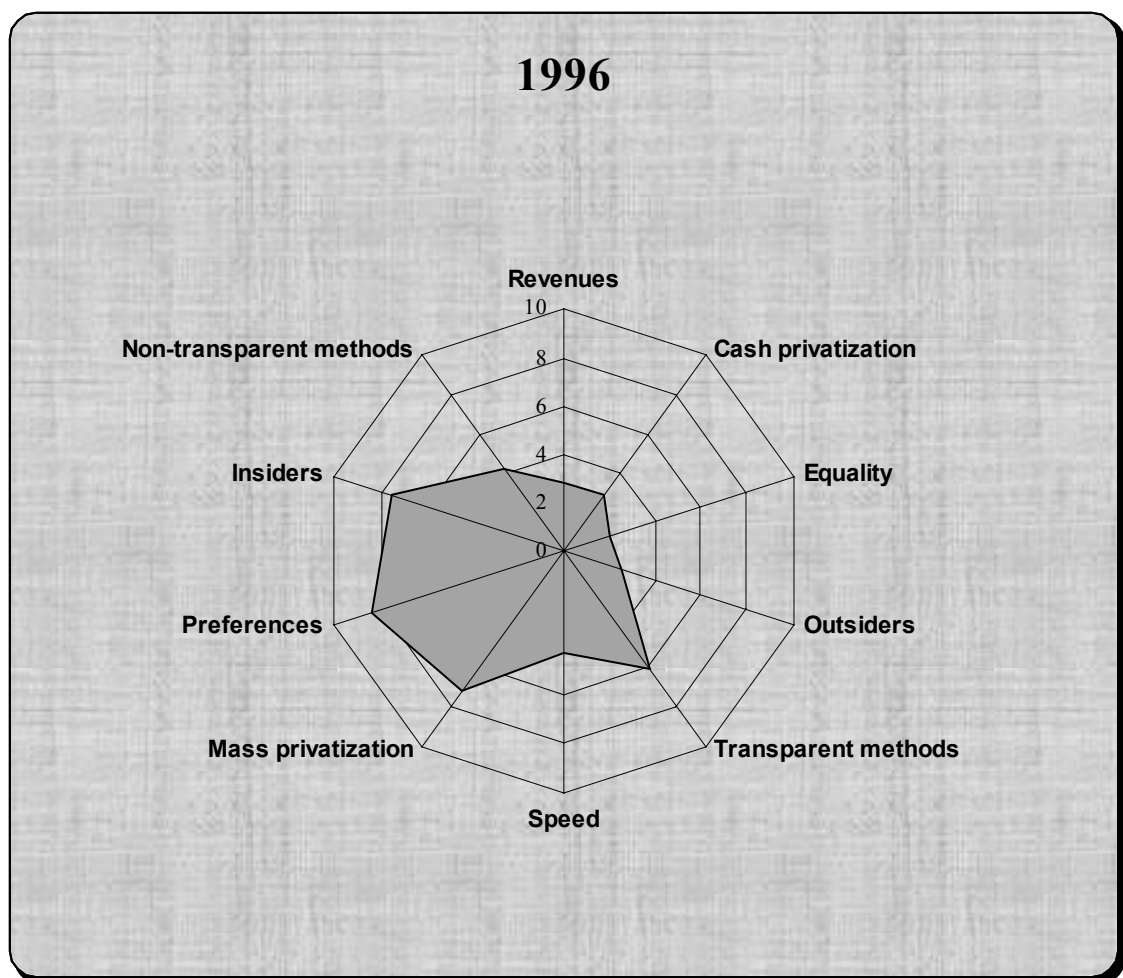 1996
Revenues
10
Non-transparent methods
Cash privatization
8
6
Insiders
Equality
4
2
0
Preferences
Outsiders
Mass privatization
Transparent methods
Speed